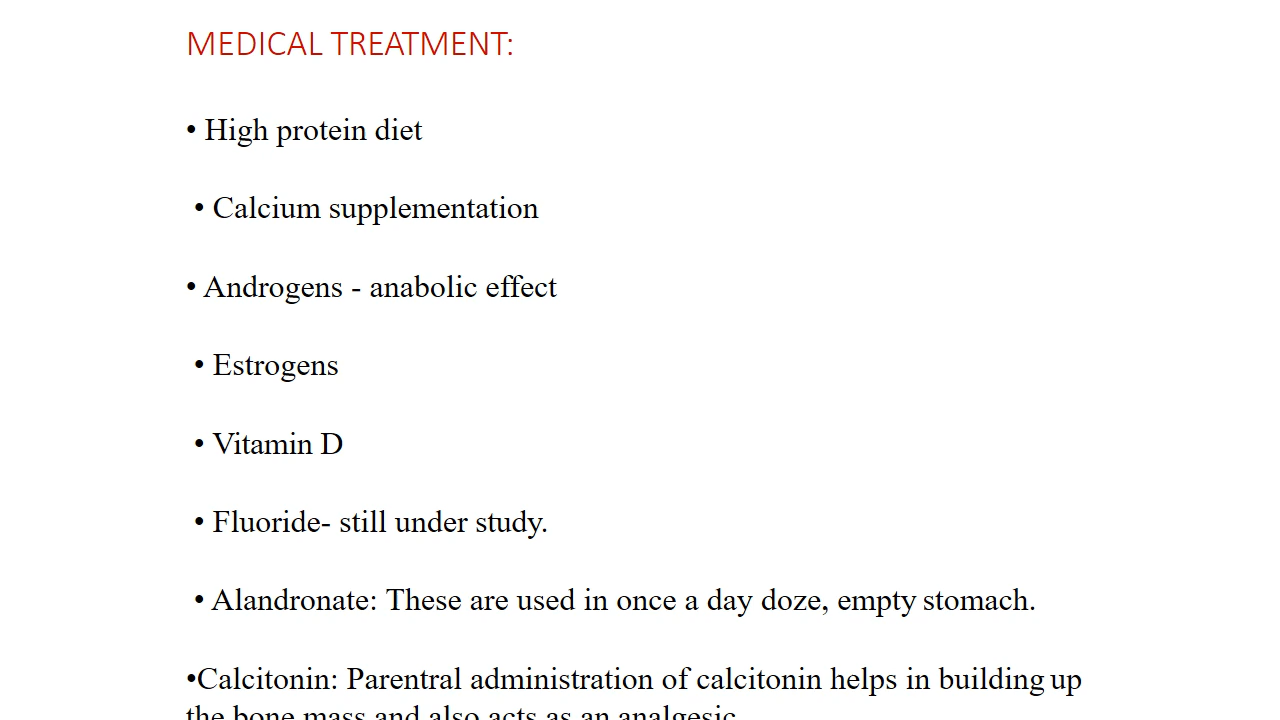 MEDICAL TREATMENT:
• High protein diet
• Calcium supplementation
• Androgens - anabolic effect
• Estrogens
• Vitamin D
• Fluoride- still under study.
• Alandronate: These are used in once a day doze, empty stomach.
•Calcitonin: Parentral administration of calcitonin helps in building up
the bone mass and also acts as an analgesic